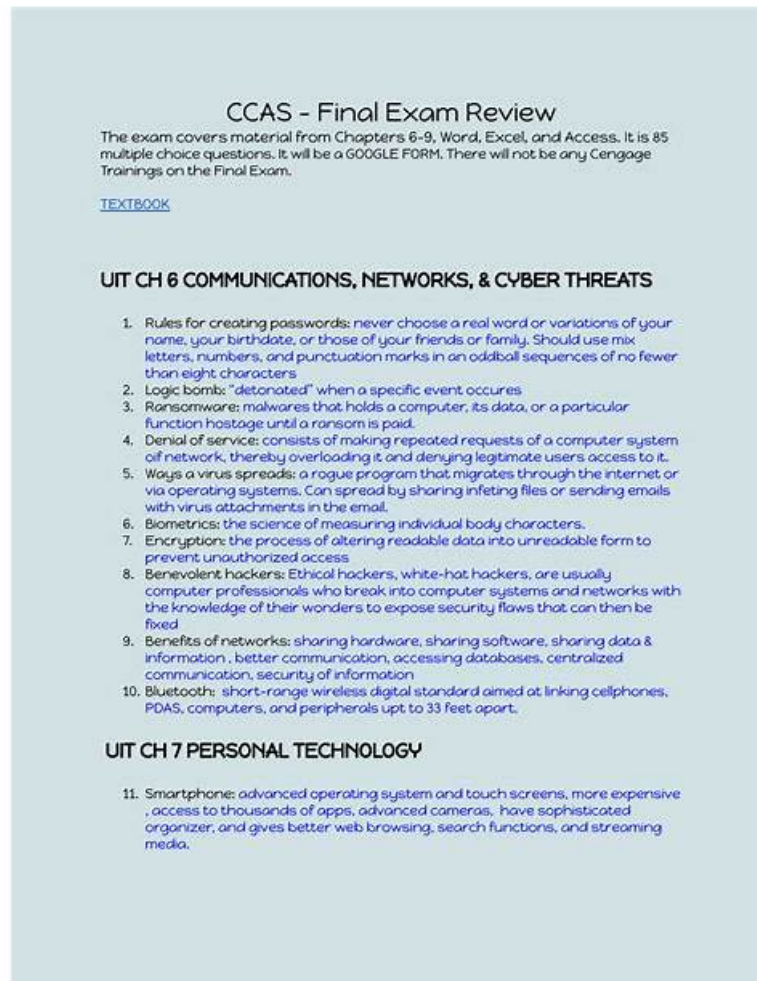 CCAS - Final Exam Review
The exam covers material from Chapters 6-9, Word, Excel, and Access. It is 85
multiple choice questions. It will be a GOOGLE FORM. There will not be any Cengage
Trainings on the Final Exam.
TEXTBOOK
UIT CH 6 COMMUNICATIONS, NETWORKS, & CYBER THREATS
1. Rules for creating passwords: never choose a real word or variations of your
name, your birthdate, or those of your friends or family. Should use mix
letters, numbers, and punctuation marks in an oddball sequences of no fewer
than eight characters
2. Logic bomb: "detonated" when a specific event occures
3. Ransomware: malwares that holds a computer, its data, or a particular
function hostage until a ransom is paid.
4. Denial of service: consists of making repeated requests of a computer system
oif network, thereby overloading it and denying legitimate users access to it.
5. Ways a virus spreads: a rogue program that migrates through the internet or
via operating systems. Can spread by sharing infeting files or sending emails
with virus attachments in the email.
6. Biometrics: the science of measuring individual body characters.
7. Encryption: the process of altering readable data into unreadable form to
prevent unauthorized access
8. Benevolent hackers: Ethical hackers, white-hat hackers, are usually
computer professionals who break into computer systems and networks with
the knowledge of their wonders to expose security flaws that can then be
fixed
9. Benefits of networks: sharing hardware, sharing software, sharing data &
information , better communication, accessing databases, centralized
communication, security of information
10. Bluetooth: short-range wireless digital standard aimed at linking cellphones,
PDAS, computers, and peripherals upt to 33 feet apart.
UIT CH 7 PERSONAL TECHNOLOGY
11. Smartphone: advanced operating system and touch screens, more expensive
, access to thousands of apps, advanced cameras, have sophisticated
organizer, and gives better web browsing, search functions, and streaming
media.